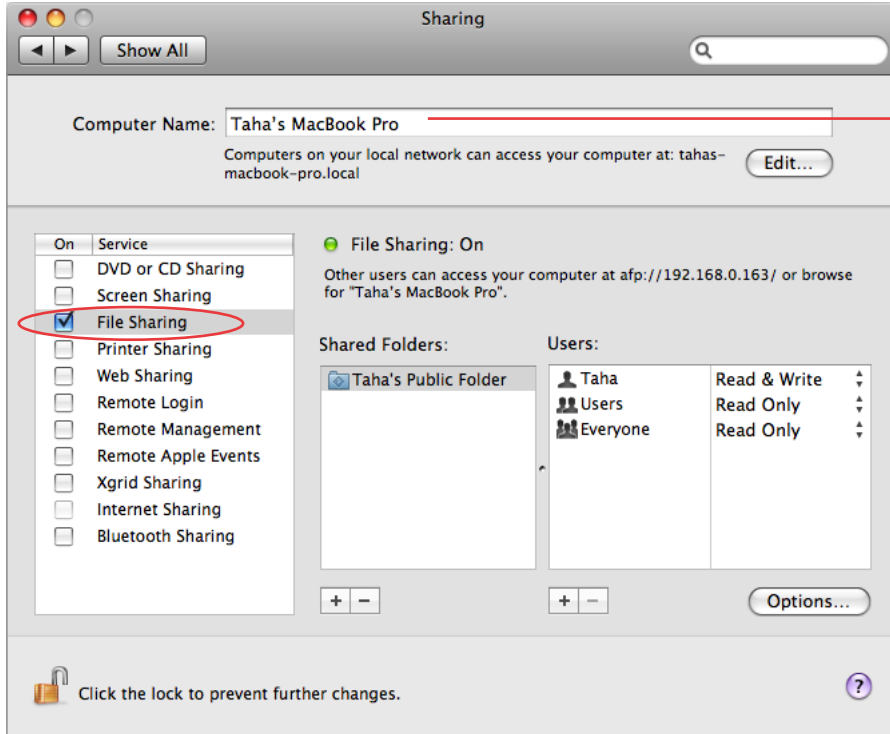 Sharing
Show All
Computer Name: Taha's MacBook Pro
Computers on your local network can access your computer at: tahas-
macbook-pro.local
Edit...
On Service
DVD or CD Sharing
Screen Sharing
File Sharing
Printer Sharing
Web Sharing
Remote Login
Remote Management
Remote Apple Events
Xgrid Sharing
Internet Sharing
Bluetooth Sharing
File Sharing: On
Other users can access your computer at afp://192.168.0.163/ or browse
for "Taha's MacBook Pro".
Shared Folders:
Taha's Public Folder
Users:
Taha Read & Write
Users Read Only
Everyone Read Only
+ −
+ −
Options...
Click the lock to prevent further changes.
?